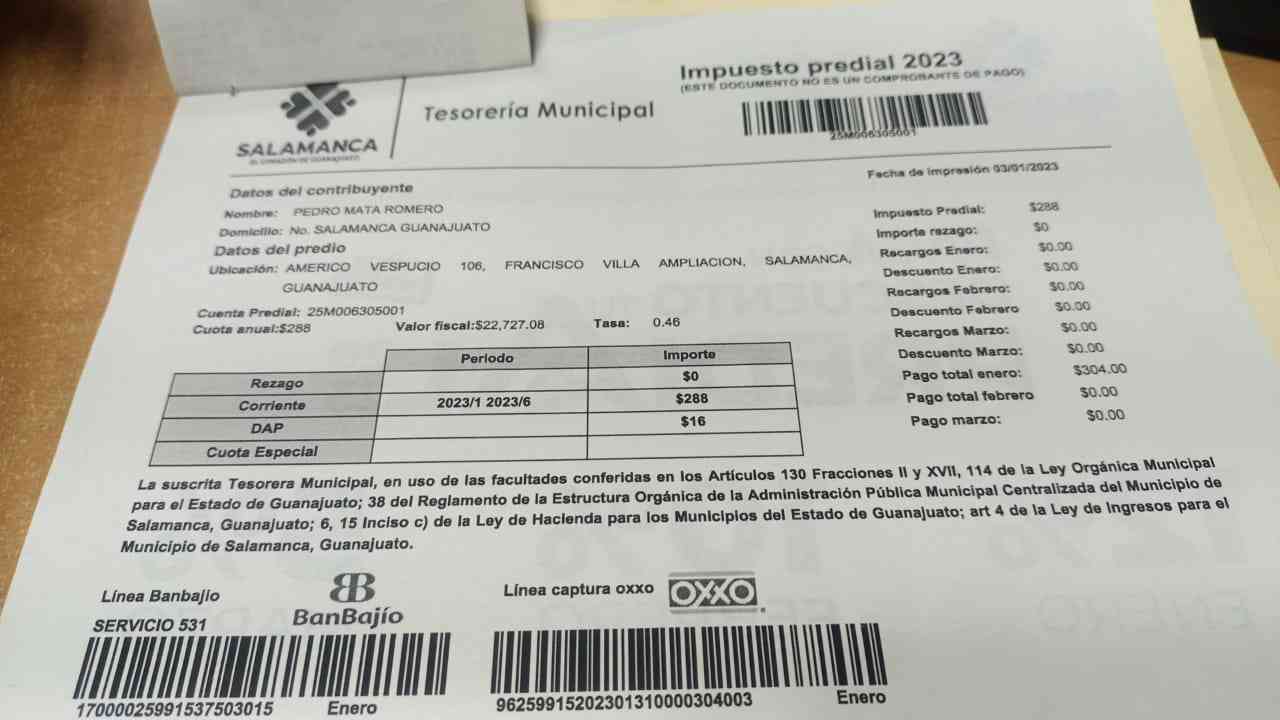 Impuesto predial 2023
(ESTE DOCUMENTO NO ES UN COMPROBANTE DE PAGO)
Tesorería Municipal
25M006305001
SALAMANCA
EL CORAZÓN DE GUANAJUATO
Fecha de impresión 03/01/2023
Datos del contribuyente
Nombre: PEDRO MATA ROMERO
Domicilio: No. SALAMANCA GUANAJUATO
Datos del predio
Ubicación: AMERICO VESPUCIO 106, FRANCISCO VILLA AMPLIACION, SALAMANCA,
GUANAJUATO
Cuenta Predial: 25M006305001
Cuota anual:$288 Valor fiscal:$22,727.08 Tasa: 0.46
Impuesto Predial: $288
Importe rezago: $0
Recargos Enero: $0.00
Descuento Enero: $0.00
Recargos Febrero: $0.00
Descuento Febrero $0.00
Recargos Marzo: $0.00
Descuento Marzo: $0.00
Pago total enero: $304.00
Pago total febrero $0.00
Pago marzo: $0.00
Periodo Importe
Rezago $0
Corriente 2023/1 2023/6 $288
DAP $16
Cuota Especial
La suscrita Tesorera Municipal, en uso de las facultades conferidas en los Artículos 130 Fracciones II y XVII, 114 de la Ley Orgánica Municipal
para el Estado de Guanajuato; 38 del Reglamento de la Estructura Orgánica de la Administración Pública Municipal Centralizada del Municipio de
Salamanca, Guanajuato; 6, 15 Inciso c) de la Ley de Hacienda para los Municipios del Estado de Guanajuato; art 4 de la Ley de Ingresos para el
Municipio de Salamanca, Guanajuato.
Línea Banbajio
BanBajío
SERVICIO 531
17000025991537503015 Enero
Línea captura oxxo OXXO
96259915202301310000304003 Enero